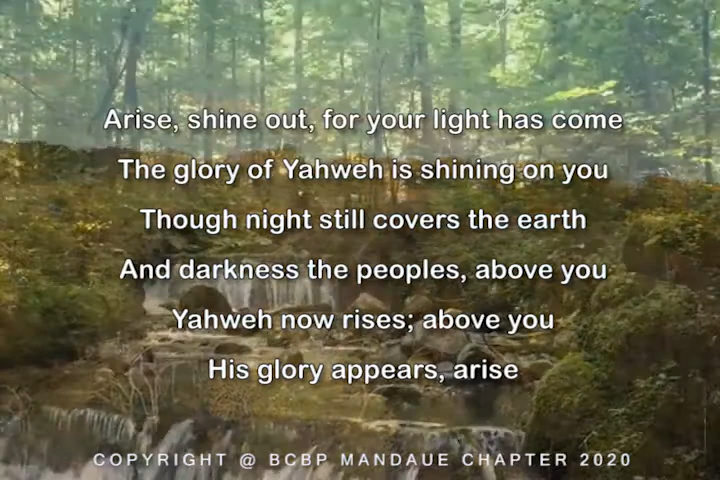 Arise, shine out, for your light has come
The glory of Yahweh is shining on you
Though night still covers the earth
And darkness the peoples, above you
Yahweh now rises; above you
His glory appears, arise
COPYRIGHT @ BCBP MANDAUE CHAPTER 2020